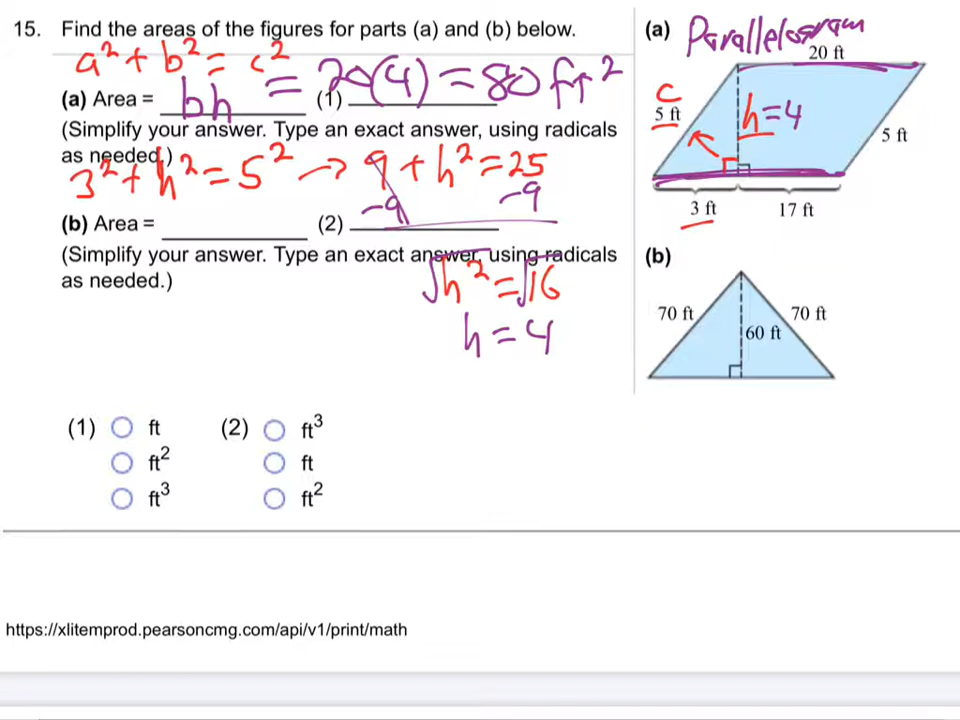 15. Find the areas of the figures for parts (a) and (b) below.
a² + b² = c²
(a) Area = bh = 20(4) = 80 ft²
(1)
(Simplify your answer. Type an exact answer, using radicals
as needed.)
3² + h² = 5² → 9 + h² = 25
-9 -9
(b) Area =
(2)
(Simplify your answer. Type an exact answer, using radicals
as needed.)
√h² = √16
h = 4
(a) Parallelogram
20 ft
c
5 ft
h = 4
5 ft
3 ft
17 ft
(b)
70 ft
70 ft
60 ft
(1) ft (2) ft³
ft² ft
ft³ ft²
https://xlitemprod.pearsoncmg.com/api/v1/print/math